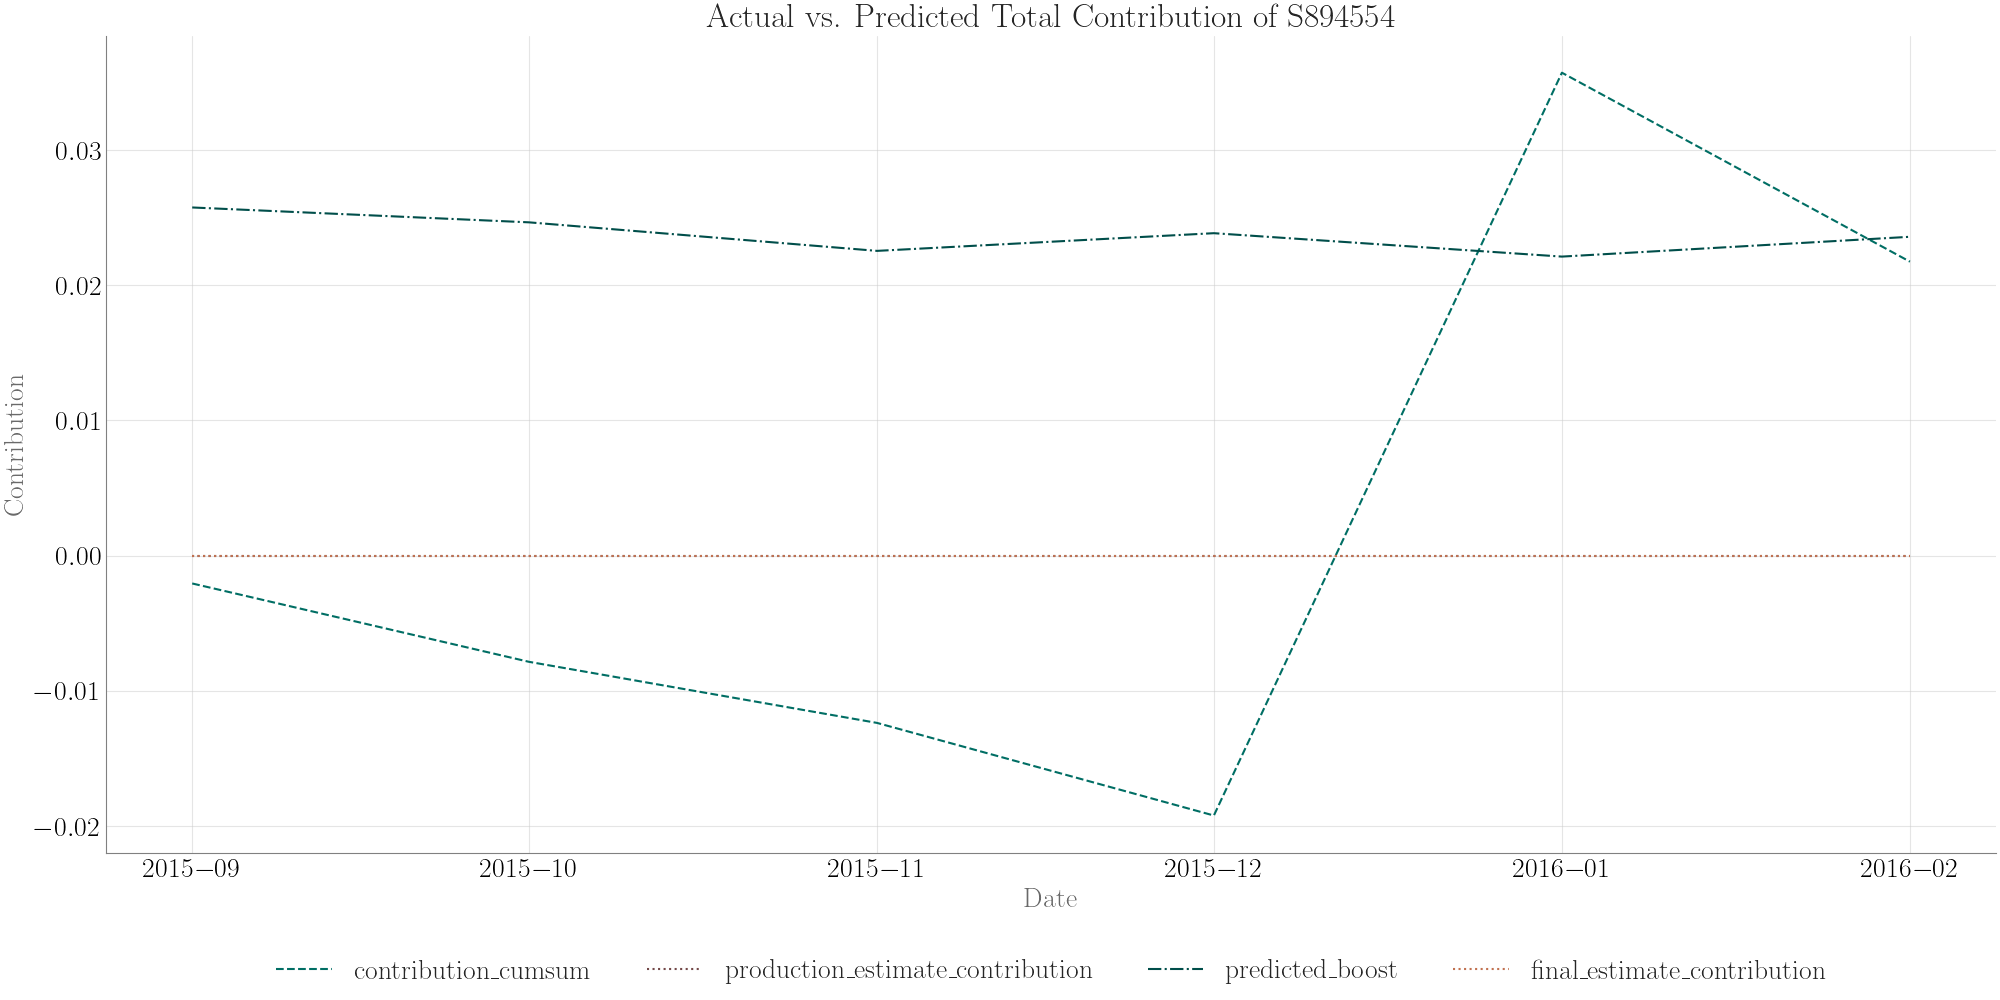 Actual vs. Predicted Total Contribution of S894554
Contribution
0.03
0.02
0.01
0.00
−0.01
−0.02
2015−09 2015−10 2015−11 2015−12 2016−01 2016−02
Date
contribution_cumsum production_estimate_contribution predicted_boost final_estimate_contribution